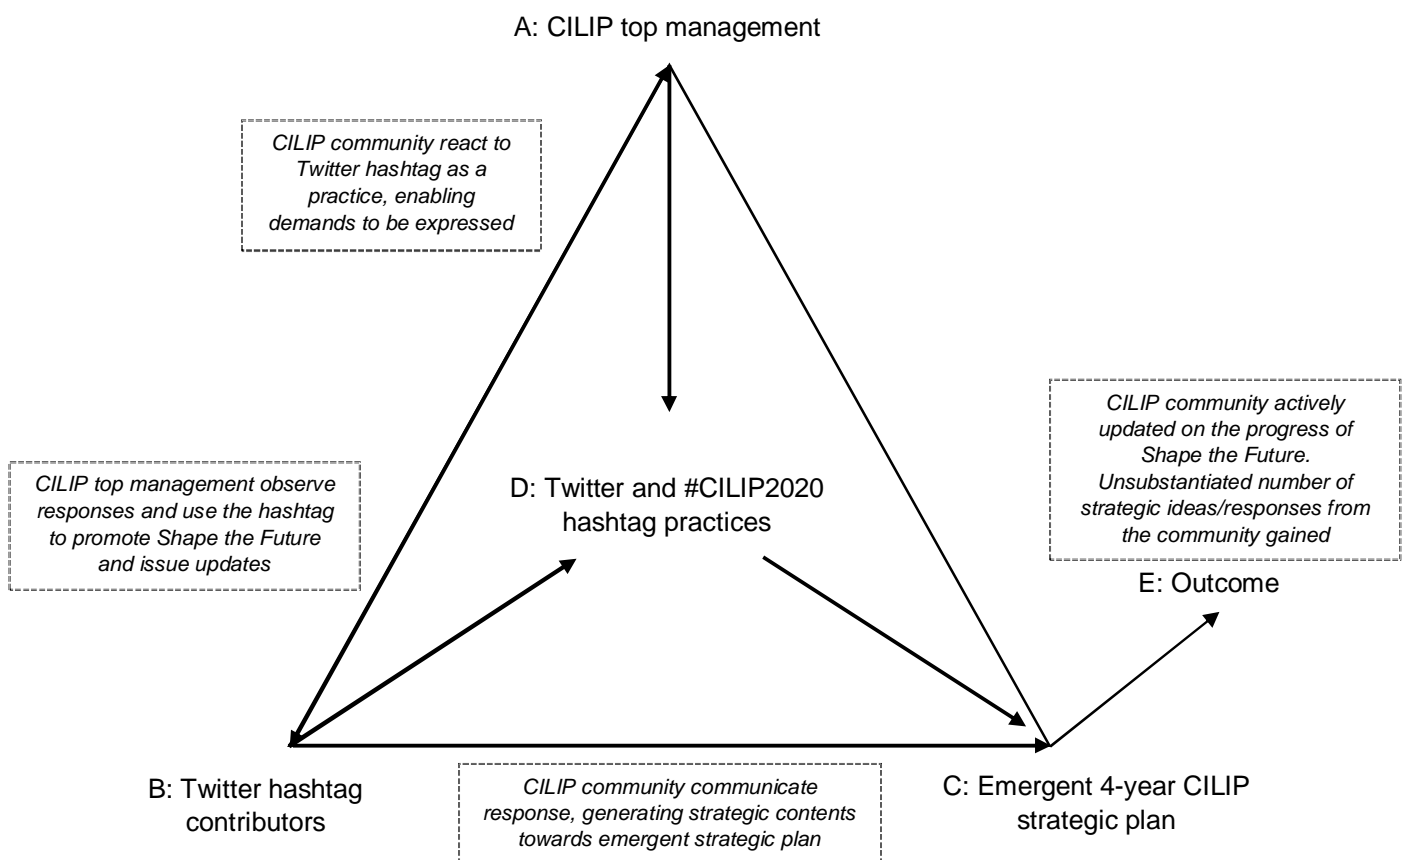 A: CILIP top management
CILIP community react to
Twitter hashtag as a
practice, enabling
demands to be expressed
CILIP community actively
updated on the progress of
Shape the Future.
Unsubstantiated number of
strategic ideas/responses from
the community gained
CILIP top management observe
responses and use the hashtag
to promote Shape the Future
and issue updates
D: Twitter and #CILIP2020
hashtag practices
E: Outcome
B: Twitter hashtag
contributors
CILIP community communicate
response, generating strategic contents
towards emergent strategic plan
C: Emergent 4-year CILIP
strategic plan